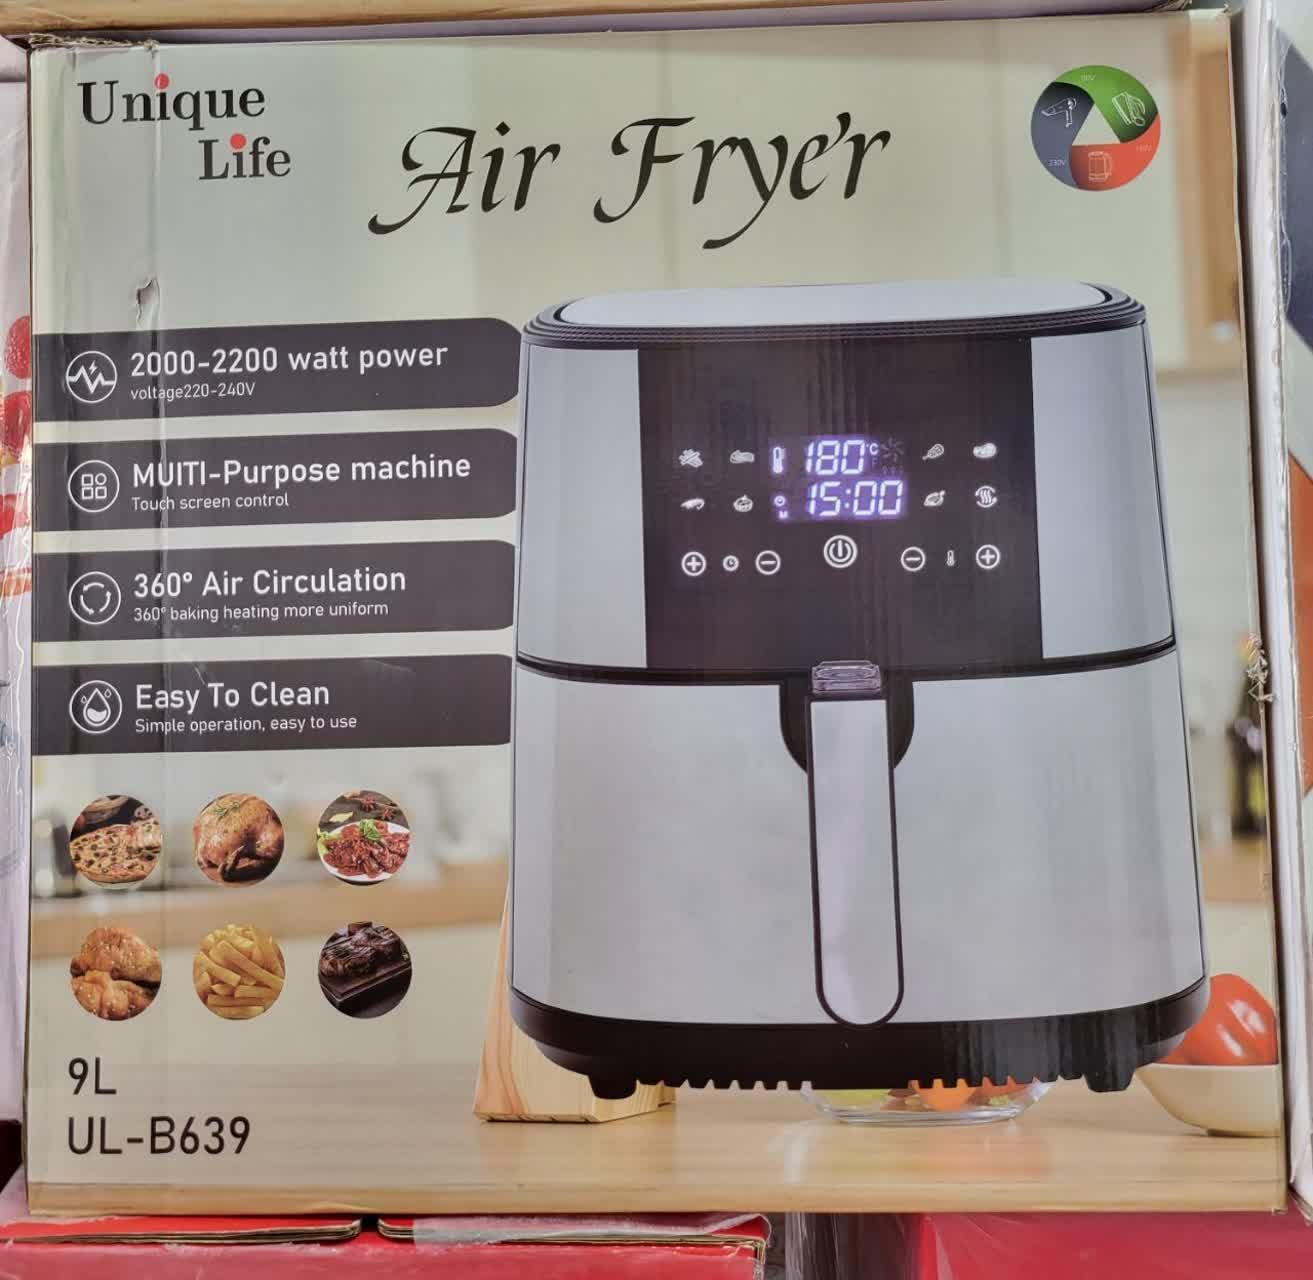 Unique
Life
Air Frye'r
110V
230V
2000-2200 watt power
voltage220-240V
MUITI-Purpose machine
Touch screen control
360° Air Circulation
360° baking heating more uniform
Easy To Clean
Simple operation, easy to use
180°C
15:00
9L
UL-B639